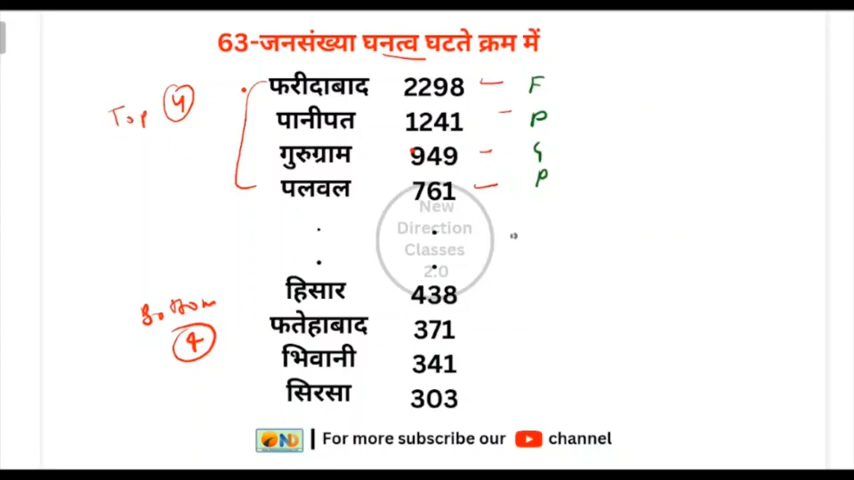 63-जनसंख्या घनत्व घटते क्रम में
Top 4
फरीदाबाद 2298 - F
पानीपत 1241 - P
गुरुग्राम 949 - G
पलवल 761 - P
New
Direction
Classes
2.0
Bottom
4
हिसार 438
फतेहाबाद 371
भिवानी 341
सिरसा 303
ND | For more subscribe our channel